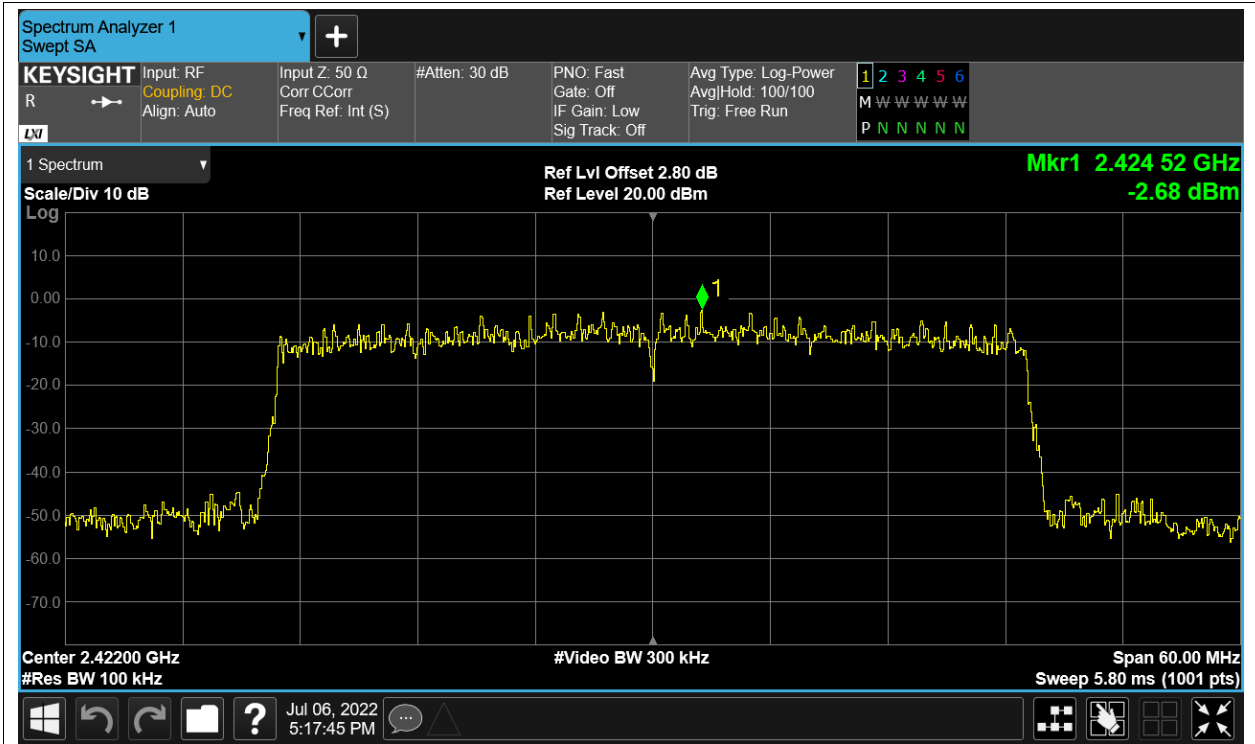 Spectrum Analyzer 1
Swept SA
KEYSIGHT
R
LXI
Input: RF
Coupling: DC
Align: Auto
Input Z: 50 Ω
Corr CCorr
Freq Ref: Int (S)
#Atten: 30 dB
PNO: Fast
Gate: Off
IF Gain: Low
Sig Track: Off
Avg Type: Log-Power
Avg|Hold: 100/100
Trig: Free Run
1 2 3 4 5 6
M W W W W W
P N N N N N
1 Spectrum
Scale/Div 10 dB
Log
Ref Lvl Offset 2.80 dB
Ref Level 20.00 dBm
Mkr1 2.424 52 GHz
-2.68 dBm
10.0
0.00
1
-10.0
-20.0
-30.0
-40.0
-50.0
-60.0
-70.0
Center 2.42200 GHz
#Video BW 300 kHz
Span 60.00 MHz
#Res BW 100 kHz
Sweep 5.80 ms (1001 pts)
?
Jul 06, 2022
5:17:45 PM